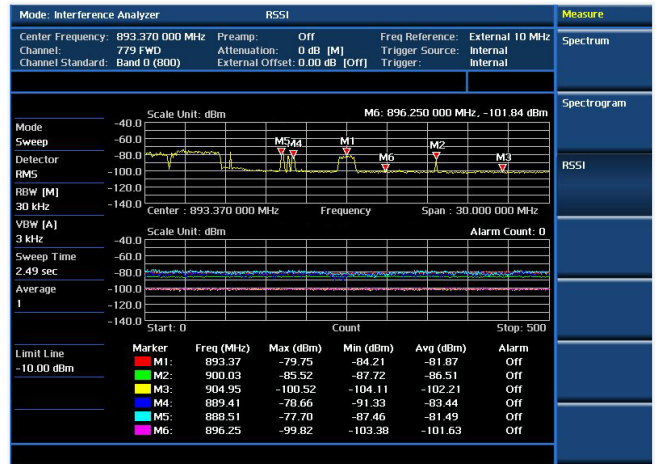 Mode: Interference Analyzer RSSI Measure
Center Frequency: 893.370 000 MHz Preamp: Off Freq Reference: External 10 MHz
Channel: 779 FWD Attenuation: 0 dB [M] Trigger Source: Internal
Channel Standard: Band 0 (800) External Offset: 0.00 dB [Off] Trigger: Internal
Spectrum
Spectrogram
RSSI
Mode
Sweep
Detector
RMS
RBW [M]
30 kHz
VBW [A]
3 kHz
Sweep Time
2.49 sec
Average
1
Limit Line
-10.00 dBm
Scale Unit: dBm M6: 896.250 000 MHz, -101.84 dBm
-40.0
-60.0
-80.0
-100.0
-120.0
-140.0
M5 M4 M1 M6 M2 M3
Center : 893.370 000 MHz Frequency Span : 30.000 000 MHz
Scale Unit: dBm Alarm Count: 0
-40.0
-60.0
-80.0
-100.0
-120.0
-140.0
Start: 0 Count Stop: 500
Marker Freq (MHz) Max (dBm) Min (dBm) Avg (dBm) Alarm
M1: 893.37 -79.75 -84.21 -81.87 Off
M2: 900.03 -85.52 -87.72 -86.51 Off
M3: 904.95 -100.52 -104.11 -102.21 Off
M4: 889.41 -78.66 -91.33 -83.44 Off
M5: 888.51 -77.70 -87.46 -81.49 Off
M6: 896.25 -99.82 -103.38 -101.63 Off